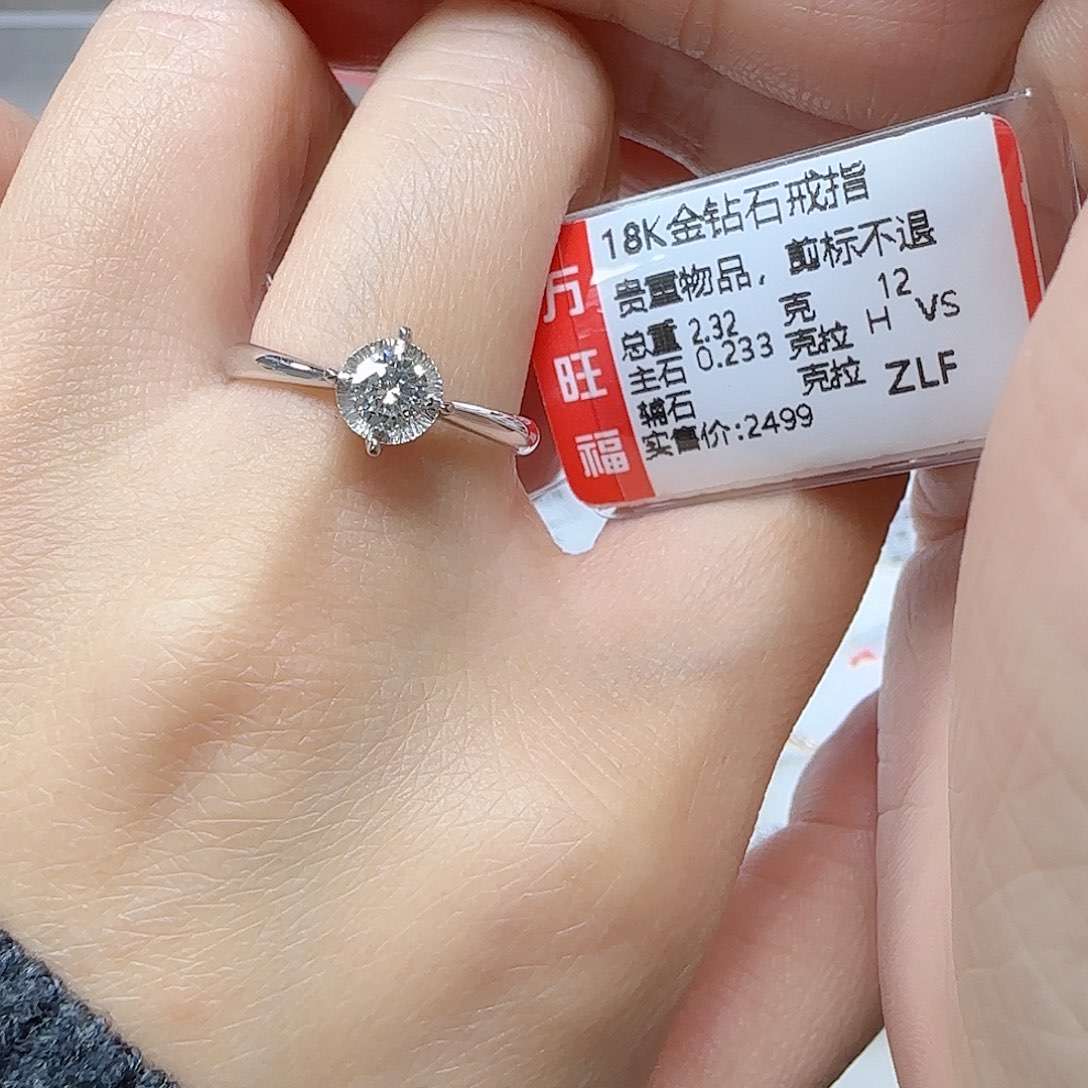 万旺福
18K金钻石戒指
贵重物品，剪标不退
总重 2.32 克 12
主石 0.233 克拉 H VS
辅石 克拉 ZLF
实售价:2499